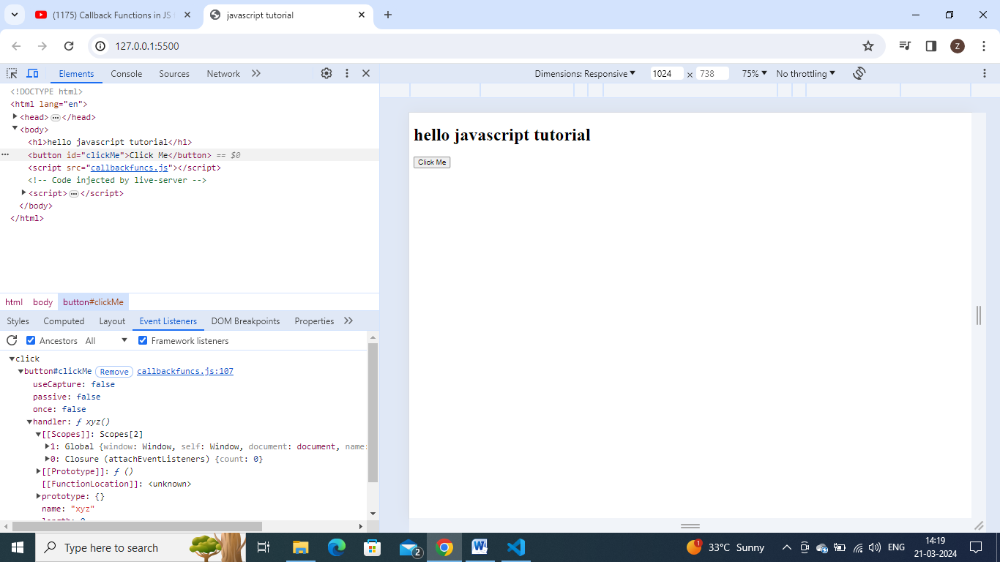 (1175) Callback Functions in JS
javascript tutorial
127.0.0.1:5500
Z
Elements Console Sources Network
Dimensions: Responsive 1024 × 738 75% No throttling
<!DOCTYPE html>
<html lang="en">
<head>…</head>
<body>
<h1>hello javascript tutorial</h1>
<button id="clickMe">Click Me</button> == $0
<script src="callbackfuncs.js"></script>
<!-- Code injected by live-server -->
<script>…</script>
</body>
</html>
html body button#clickMe
Styles Computed Layout Event Listeners DOM Breakpoints Properties
Ancestors All Framework listeners
click
button#clickMe Remove callbackfuncs.js:107
useCapture: false
passive: false
once: false
handler: ƒ xyz()
[[Scopes]]: Scopes[2]
1: Global {window: Window, self: Window, document: document, name:
0: Closure (attachEventListeners) {count: 0}
[[Prototype]]: ƒ ()
[[FunctionLocation]]: <unknown>
prototype: {}
name: "xyz"
hello javascript tutorial
Click Me
Type here to search
2
1
33°C Sunny
ENG
14:19
21-03-2024